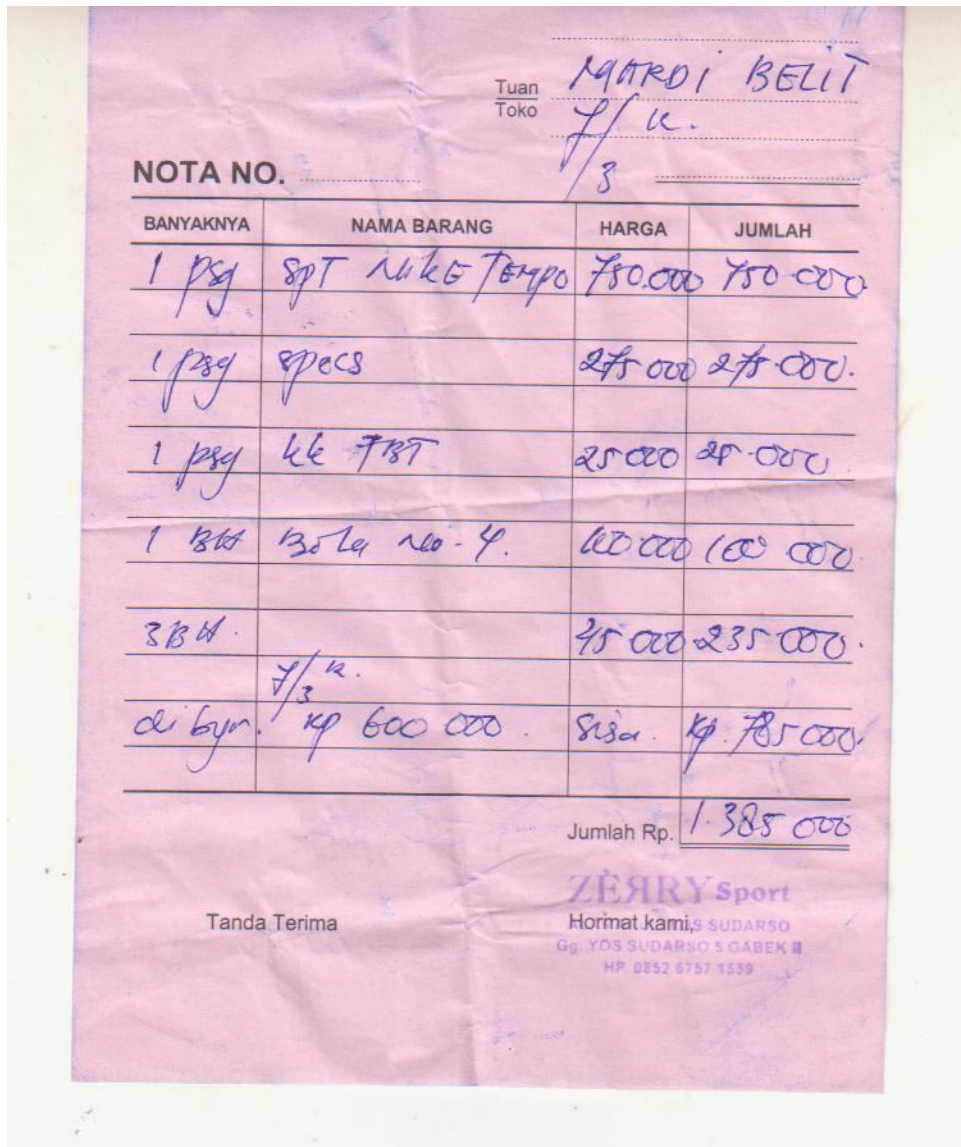 Tuan MARDI BELIT
Toko 7/3 K.
NOTA NO.
BANYAKNYA NAMA BARANG HARGA JUMLAH
1 psg SPT NIKE TEMPO 750.000 750.000
1 psg specs 275 000 275.000.
1 psg kk TBT 25 000 25.000
1 BH Bola no-4. 100 000 100 000
3 BH. 45 000 235 000.
7/3 K.
di byr. Rp 600 000. Sisa. Rp. 785 000.
Jumlah Rp. 1.385 000
ZERRY Sport
Tanda Terima Hormat kami, SUDARSO
Gg. YOS SUDARSO 5 GABEK II
HP. 0852 6757 1559